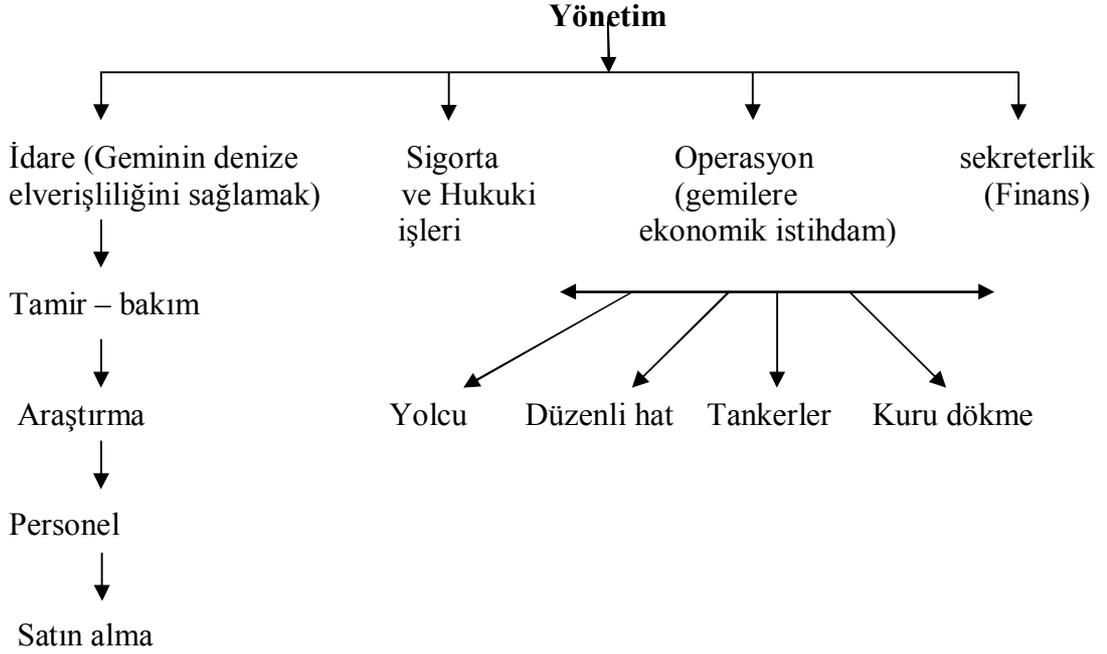 Yönetim
İdare (Geminin denize
elverişliliğini sağlamak)
Sigorta
ve Hukuki
işleri
Operasyon
(gemilere
ekonomik istihdam)
sekreterlik
(Finans)
Tamir – bakım
Araştırma
Personel
Satın alma
Yolcu
Düzenli hat
Tankerler
Kuru dökme